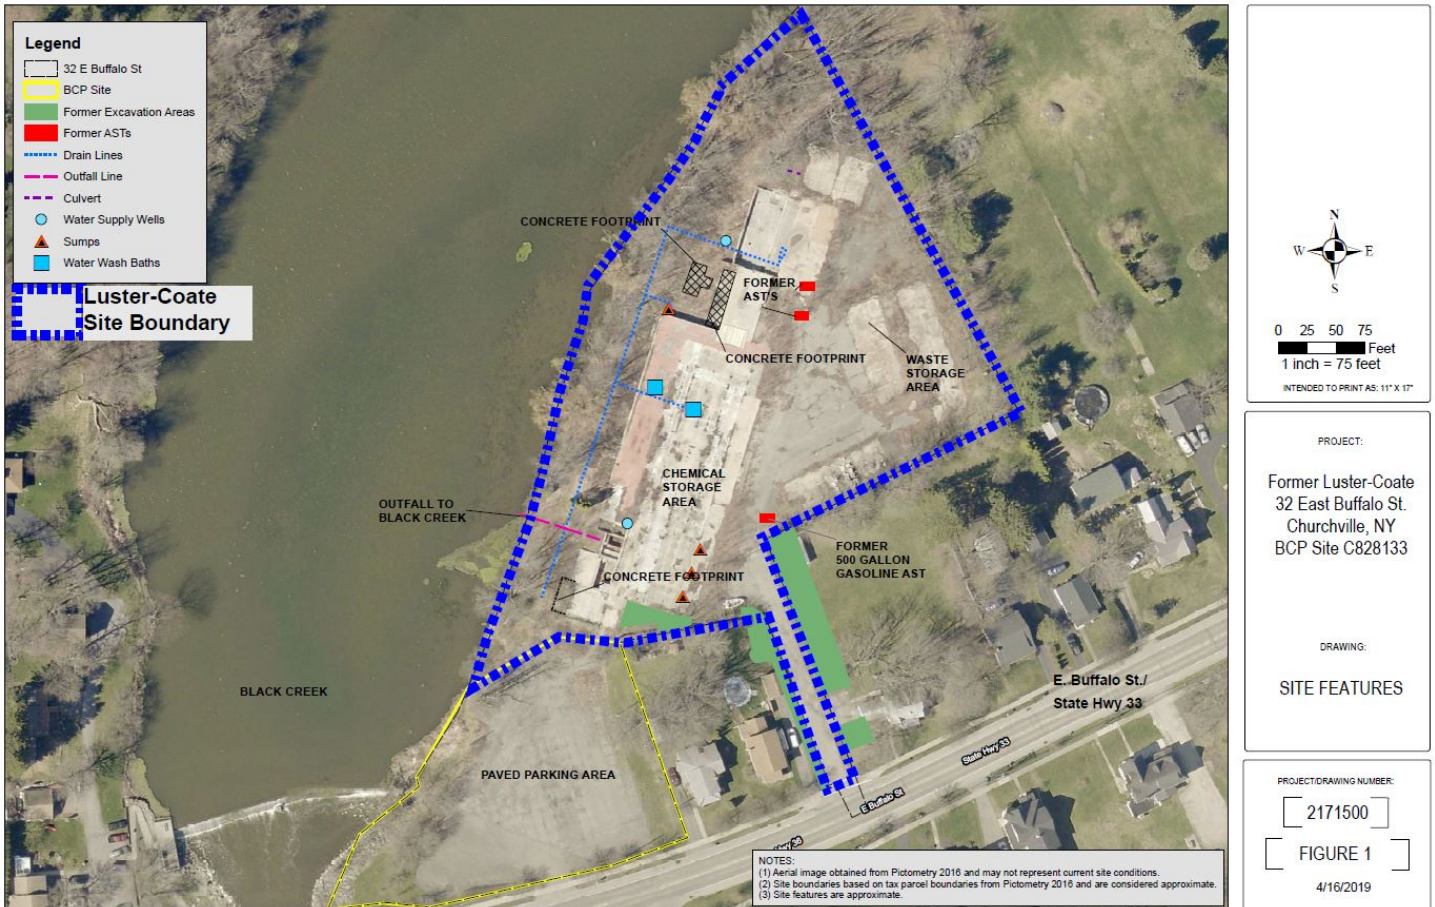 Legend
32 E Buffalo St
BCP Site
Former Excavation Areas
Former ASTs
Drain Lines
Outfall Line
Culvert
Water Supply Wells
Sumps
Water Wash Baths
Luster-Coate
Site Boundary
CONCRETE FOOTPRINT
FORMER
AST'S
CONCRETE FOOTPRINT
WASTE
STORAGE
AREA
CHEMICAL
STORAGE
AREA
OUTFALL TO
BLACK CREEK
FORMER
500 GALLON
GASOLINE AST
CONCRETE FOOTPRINT
BLACK CREEK
E. Buffalo St./
State Hwy 33
State Hwy 33
PAVED PARKING AREA
E Buffalo St
NOTES:
(1) Aerial image obtained from Pictometry 2016 and may not represent current site conditions.
(2) Site boundaries based on tax parcel boundaries from Pictometry 2016 and are considered approximate.
(3) Site features are approximate.
N
W E
S
0 25 50 75
Feet
1 inch = 75 feet
INTENDED TO PRINT AS: 11" X 17"
PROJECT:
Former Luster-Coate
32 East Buffalo St.
Churchville, NY
BCP Site C828133
DRAWING:
SITE FEATURES
PROJECT/DRAWING NUMBER:
2171500
FIGURE 1
4/16/2019